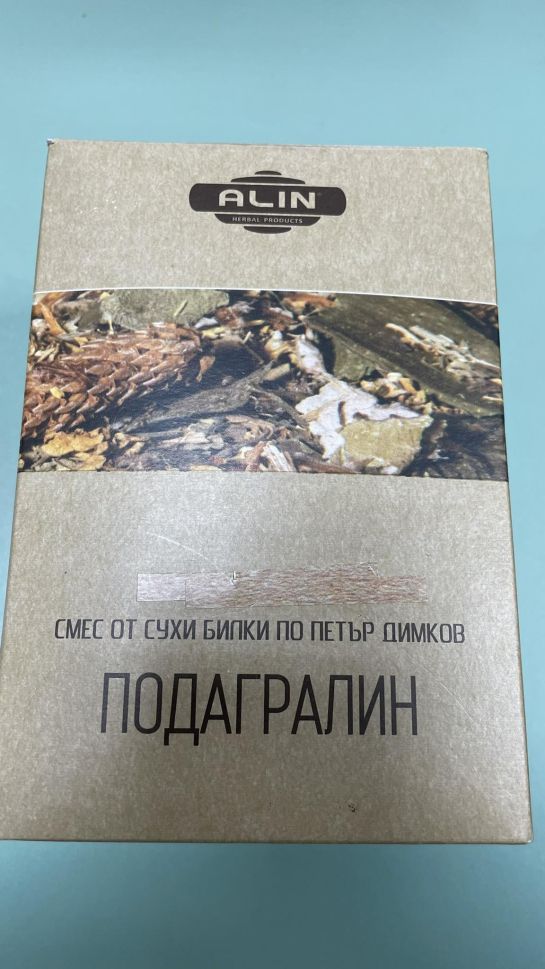 ALIN
HERBAL PRODUCTS
СМЕС ОТ СУХИ БИЛКИ ПО ПЕТЪР ДИМКОВ
ПОДАГРАЛИН